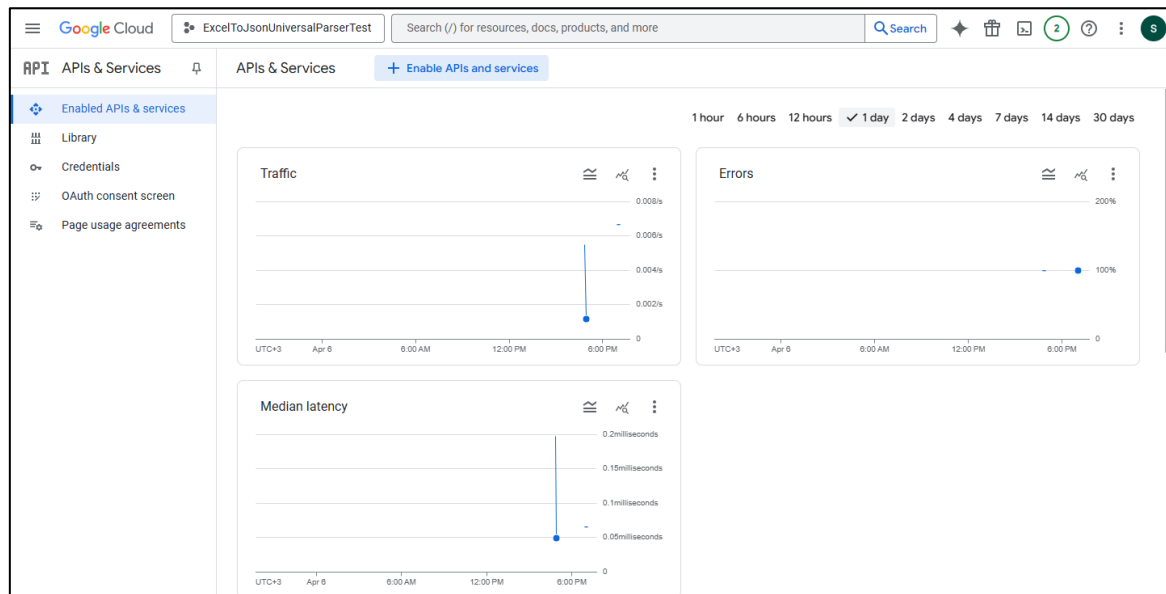 Google Cloud
ExcelToJsonUniversalParserTest
Search (/) for resources, docs, products, and more
Search
2
S
API APIs & Services
APIs & Services
+ Enable APIs and services
Enabled APIs & services
Library
Credentials
OAuth consent screen
Page usage agreements
1 hour 6 hours 12 hours 1 day 2 days 4 days 7 days 14 days 30 days
Traffic
0.008/s
0.006/s
0.004/s
0.002/s
0
UTC+3 Apr 6 6:00 AM 12:00 PM 6:00 PM
Errors
200%
100%
0
UTC+3 Apr 6 6:00 AM 12:00 PM 6:00 PM
Median latency
0.2milliseconds
0.15milliseconds
0.1milliseconds
0.05milliseconds
0
UTC+3 Apr 6 6:00 AM 12:00 PM 6:00 PM